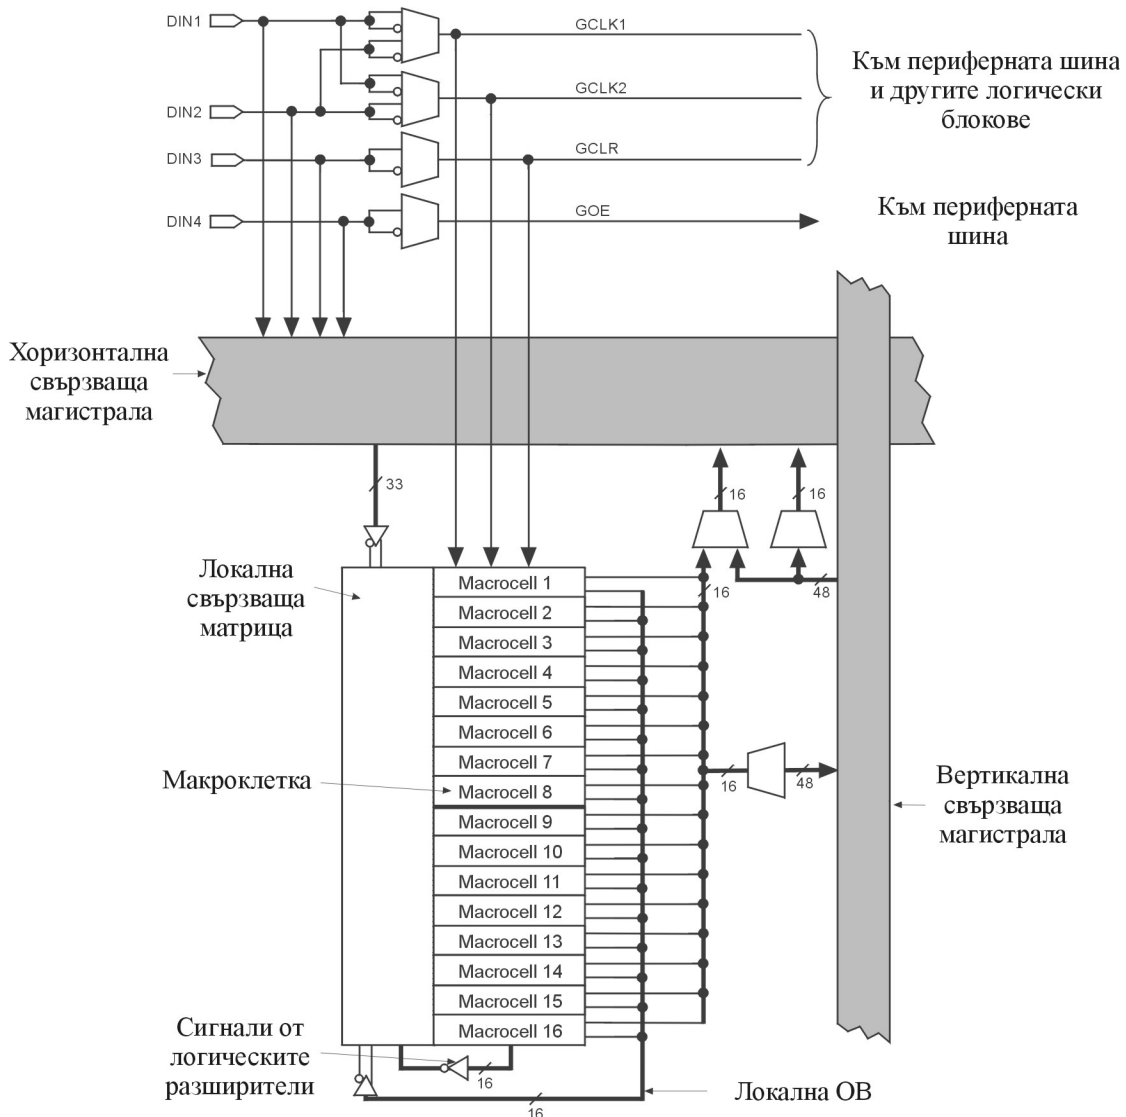 DIN1
GCLK1
Към периферната шина
и другите логически
блокове
GCLK2
DIN2
DIN3
GCLR
DIN4
GOE
Към периферната
шина
Хоризонтална
свързваща
магистрала
33
16
16
Локална
свързваща
матрица
Macrocell 1
16
48
Macrocell 2
Macrocell 3
Macrocell 4
Macrocell 5
Macrocell 6
Macrocell 7
Макроклетка
Macrocell 8
16
48
Вертикална
свързваща
магистрала
Macrocell 9
Macrocell 10
Macrocell 11
Macrocell 12
Macrocell 13
Macrocell 14
Macrocell 15
Macrocell 16
Сигнали от
логическите
разширители
16
16
Локална ОВ